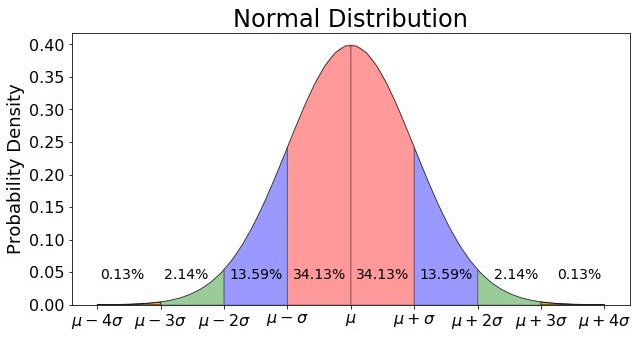 Normal Distribution
Probability Density
0.40
0.35
0.30
0.25
0.20
0.15
0.10
0.05
0.00
0.13% 2.14% 13.59% 34.13% 34.13% 13.59% 2.14% 0.13%
μ − 4σ μ − 3σ μ − 2σ μ − σ μ μ + σ μ + 2σ μ + 3σ μ + 4σ